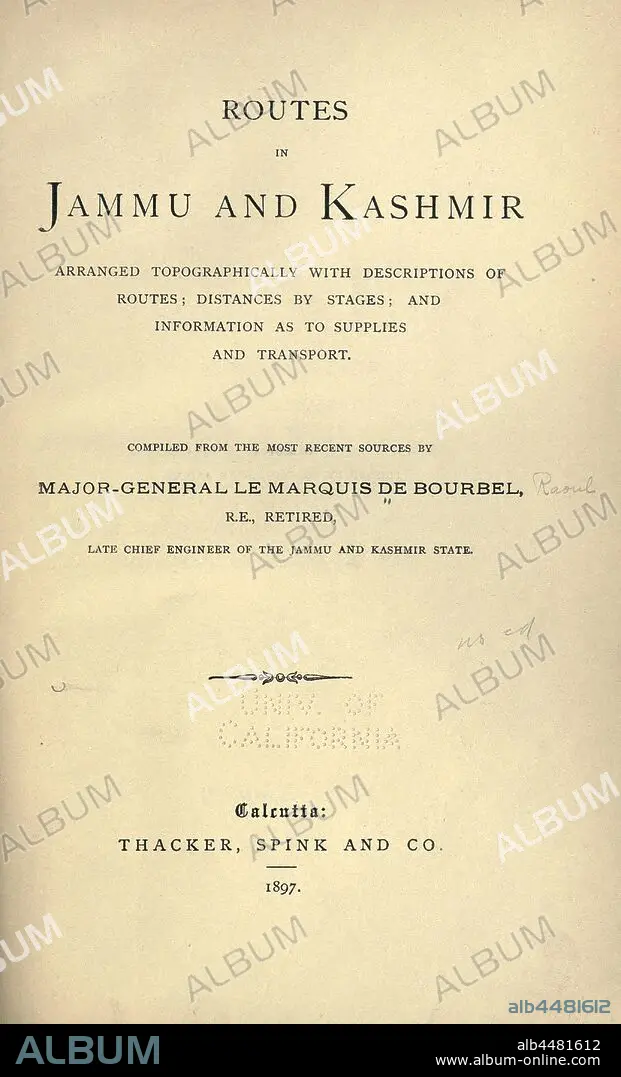 ROUTES
IN
JAMMU AND KASHMIR
ARRANGED TOPOGRAPHICALLY WITH DESCRIPTIONS OF
ROUTES; DISTANCES BY STAGES; AND
INFORMATION AS TO SUPPLIES
AND TRANSPORT.
COMPILED FROM THE MOST RECENT SOURCES BY
MAJOR-GENERAL LE MARQUIS DE BOURBEL, Raoul
R.E., RETIRED,
LATE CHIEF ENGINEER OF THE JAMMU AND KASHMIR STATE.
UNIV. OF
CALIFORNIA
Calcutta:
THACKER, SPINK AND CO.
1897.
alb4481612
ALBUM
alb4481612
www.album-online.com